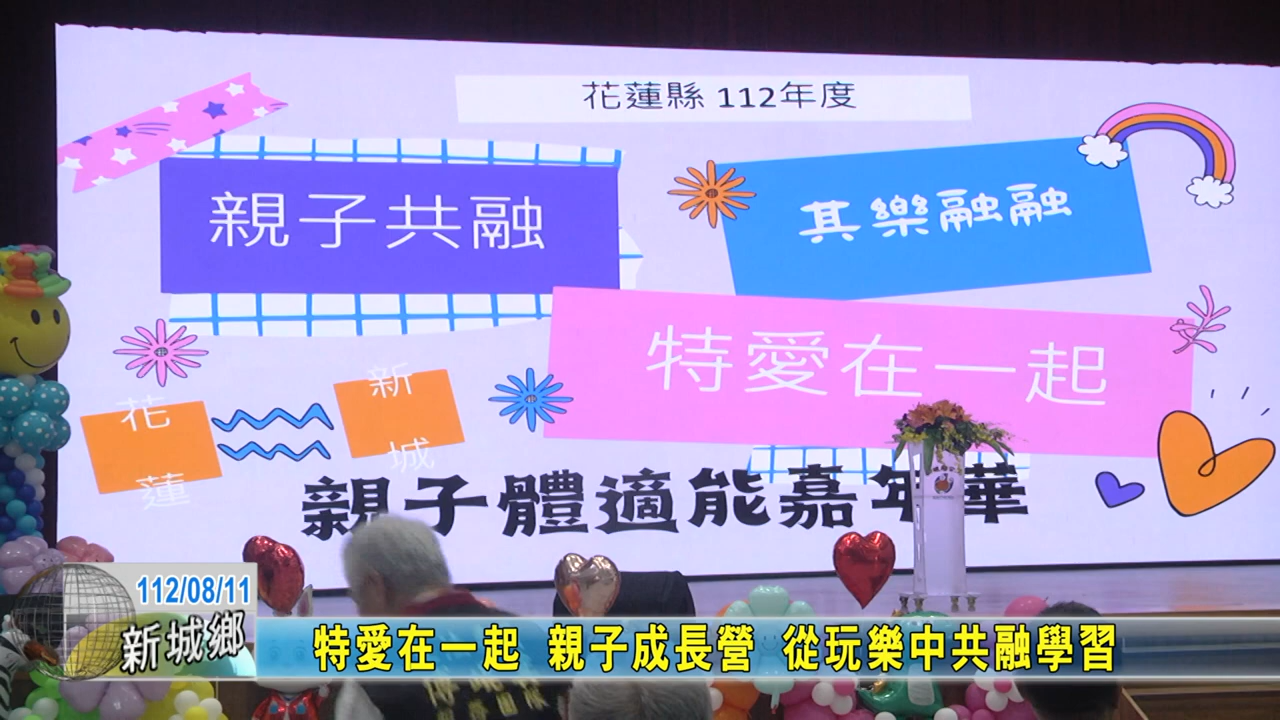 花蓮縣 112年度
親子共融
其樂融融
特愛在一起
花蓮
新城
親子體適能嘉年華
112/08/11
新城鄉
特愛在一起 親子成長營 從玩樂中共融學習